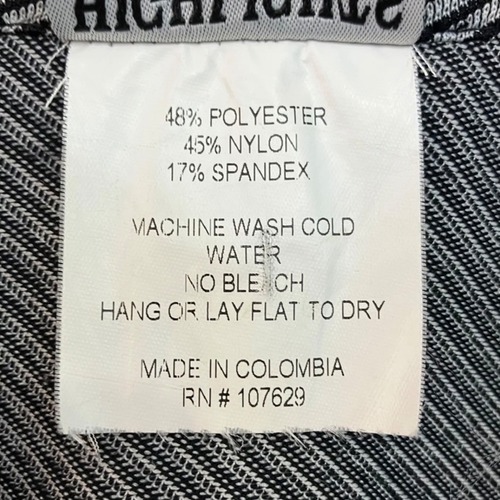 48% POLYESTER
45% NYLON
17% SPANDEX
MACHINE WASH COLD
WATER
NO BLEACH
HANG OR LAY FLAT TO DRY
MADE IN COLOMBIA
RN # 107629